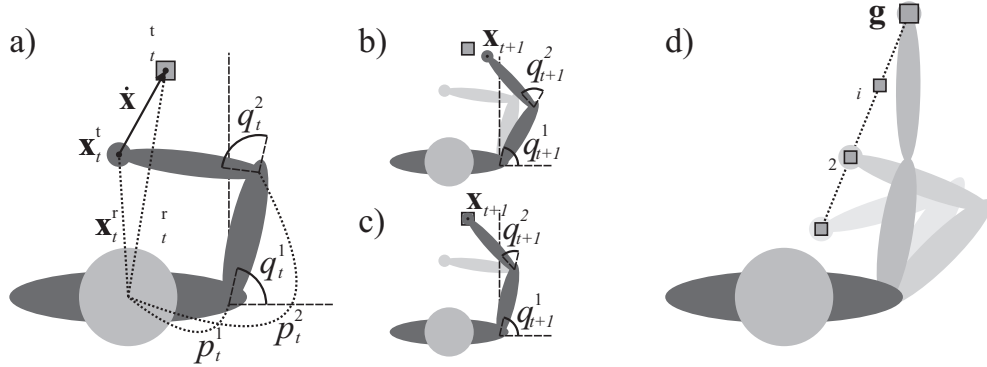 a)
t
t
ẋ
q_t^2
x_t^t
x_t^r
r
t
q_t^1
p_t^1
p_t^2
b)
x_{t+1}
q_{t+1}^2
q_{t+1}^1
c)
x_{t+1}
q_{t+1}^2
q_{t+1}^1
d)
g
i
2